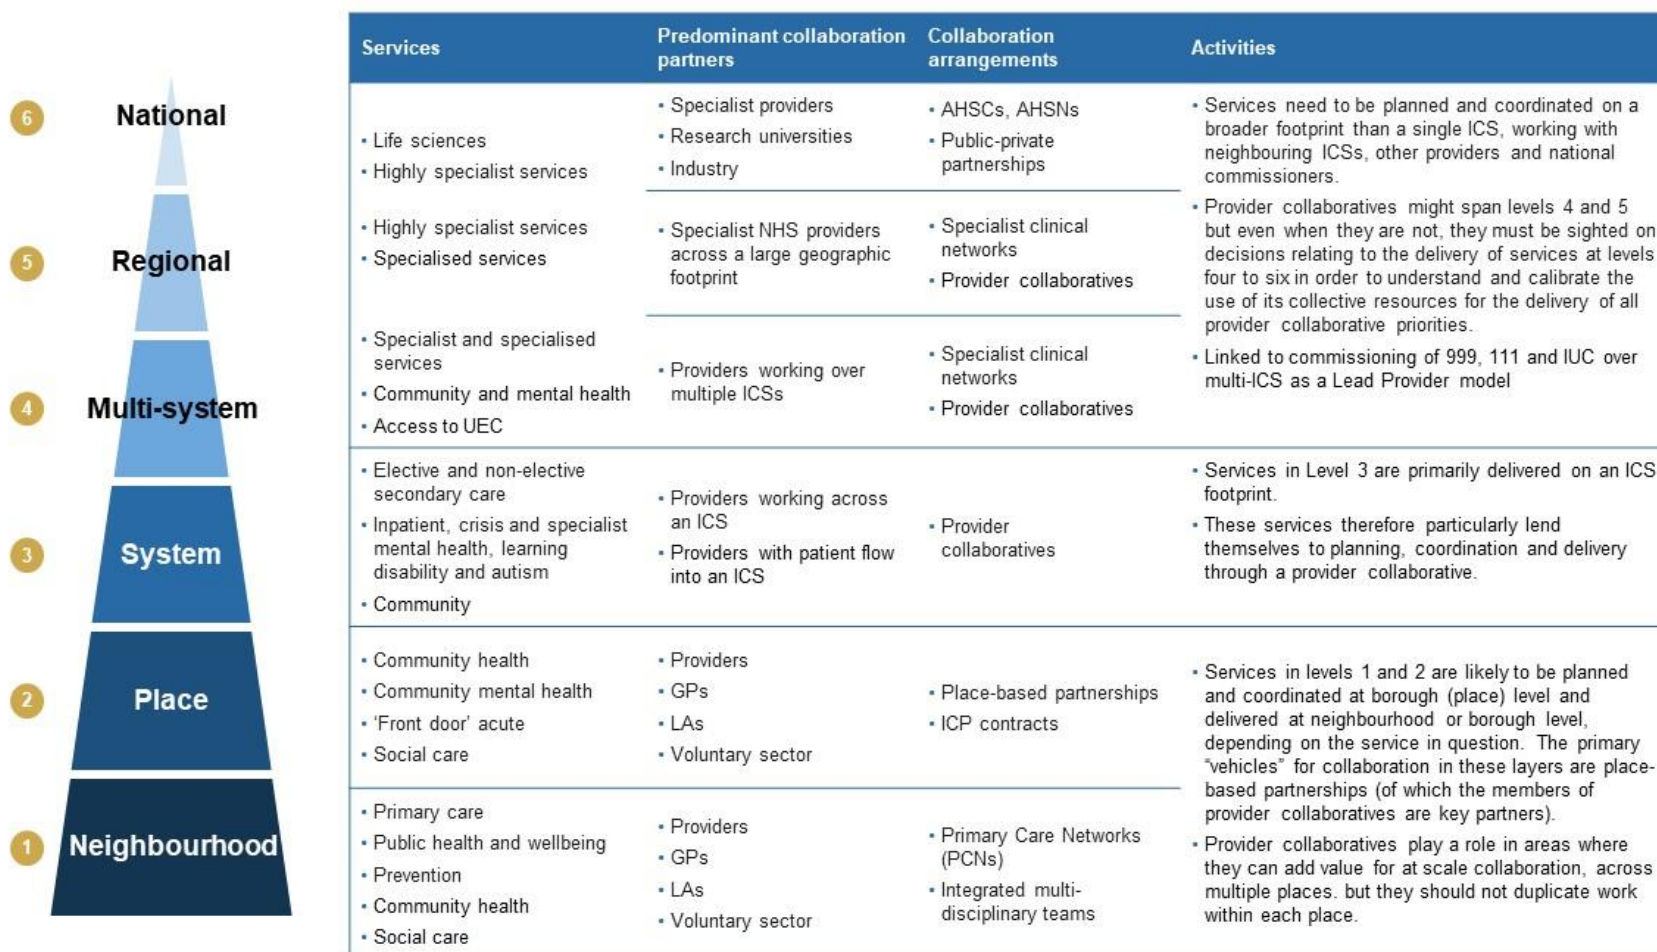 Services
Predominant collaboration
partners
Collaboration
arrangements
Activities
6
National
• Life sciences
• Highly specialist services
• Specialist providers
• Research universities
• Industry
• AHSCs, AHSNs
• Public-private
partnerships
• Services need to be planned and coordinated on a
broader footprint than a single ICS, working with
neighbouring ICSs, other providers and national
commissioners.
• Provider collaboratives might span levels 4 and 5
but even when they are not, they must be sighted on
decisions relating to the delivery of services at levels
four to six in order to understand and calibrate the
use of its collective resources for the delivery of all
provider collaborative priorities.
• Linked to commissioning of 999, 111 and IUC over
multi-ICS as a Lead Provider model
5
Regional
• Highly specialist services
• Specialised services
• Specialist NHS providers
across a large geographic
footprint
• Specialist clinical
networks
• Provider collaboratives
4
Multi-system
• Specialist and specialised
services
• Community and mental health
• Access to UEC
• Providers working over
multiple ICSs
• Specialist clinical
networks
• Provider collaboratives
3
System
• Elective and non-elective
secondary care
• Inpatient, crisis and specialist
mental health, learning
disability and autism
• Community
• Providers working across
an ICS
• Providers with patient flow
into an ICS
• Provider
collaboratives
• Services in Level 3 are primarily delivered on an ICS
footprint.
• These services therefore particularly lend
themselves to planning, coordination and delivery
through a provider collaborative.
2
Place
• Community health
• Community mental health
• ‘Front door’ acute
• Social care
• Providers
• GPs
• LAs
• Voluntary sector
• Place-based partnerships
• ICP contracts
• Services in levels 1 and 2 are likely to be planned
and coordinated at borough (place) level and
delivered at neighbourhood or borough level,
depending on the service in question. The primary
“vehicles” for collaboration in these layers are place-
based partnerships (of which the members of
provider collaboratives are key partners).
• Provider collaboratives play a role in areas where
they can add value for at scale collaboration, across
multiple places. but they should not duplicate work
within each place.
1
Neighbourhood
• Primary care
• Public health and wellbeing
• Prevention
• Community health
• Social care
• Providers
• GPs
• LAs
• Voluntary sector
• Primary Care Networks
(PCNs)
• Integrated multi-
disciplinary teams